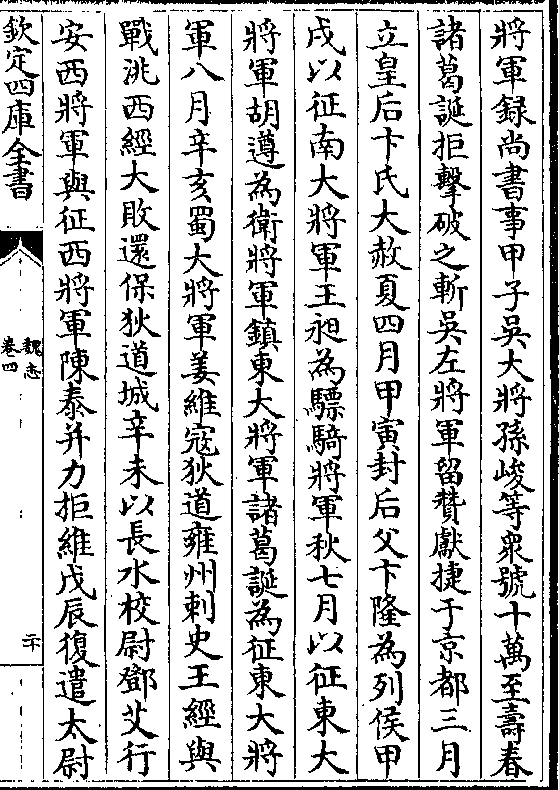 將軍録尚書事甲子吳大將孫峻等衆號十萬至壽春
諸葛誕拒擊破之斬吳左將軍留贊獻捷于京都三月
立皇后卞氏大赦夏四月甲寅封后父卞隆為列侯甲
戌以征南大將軍王昶為驃騎將軍秋七月以征東大
將軍胡遵為衛將軍鎮東大將軍諸葛誕為征東大將
軍八月辛亥蜀大將軍姜維寇狄道雍州刺史王經與
戰洮西經大敗還保狄道城辛未以長水校尉鄧艾行
安西將軍與征西將軍陳泰并力拒維戊辰復遣太尉
欽定四庫全書
魏志
卷四
二十